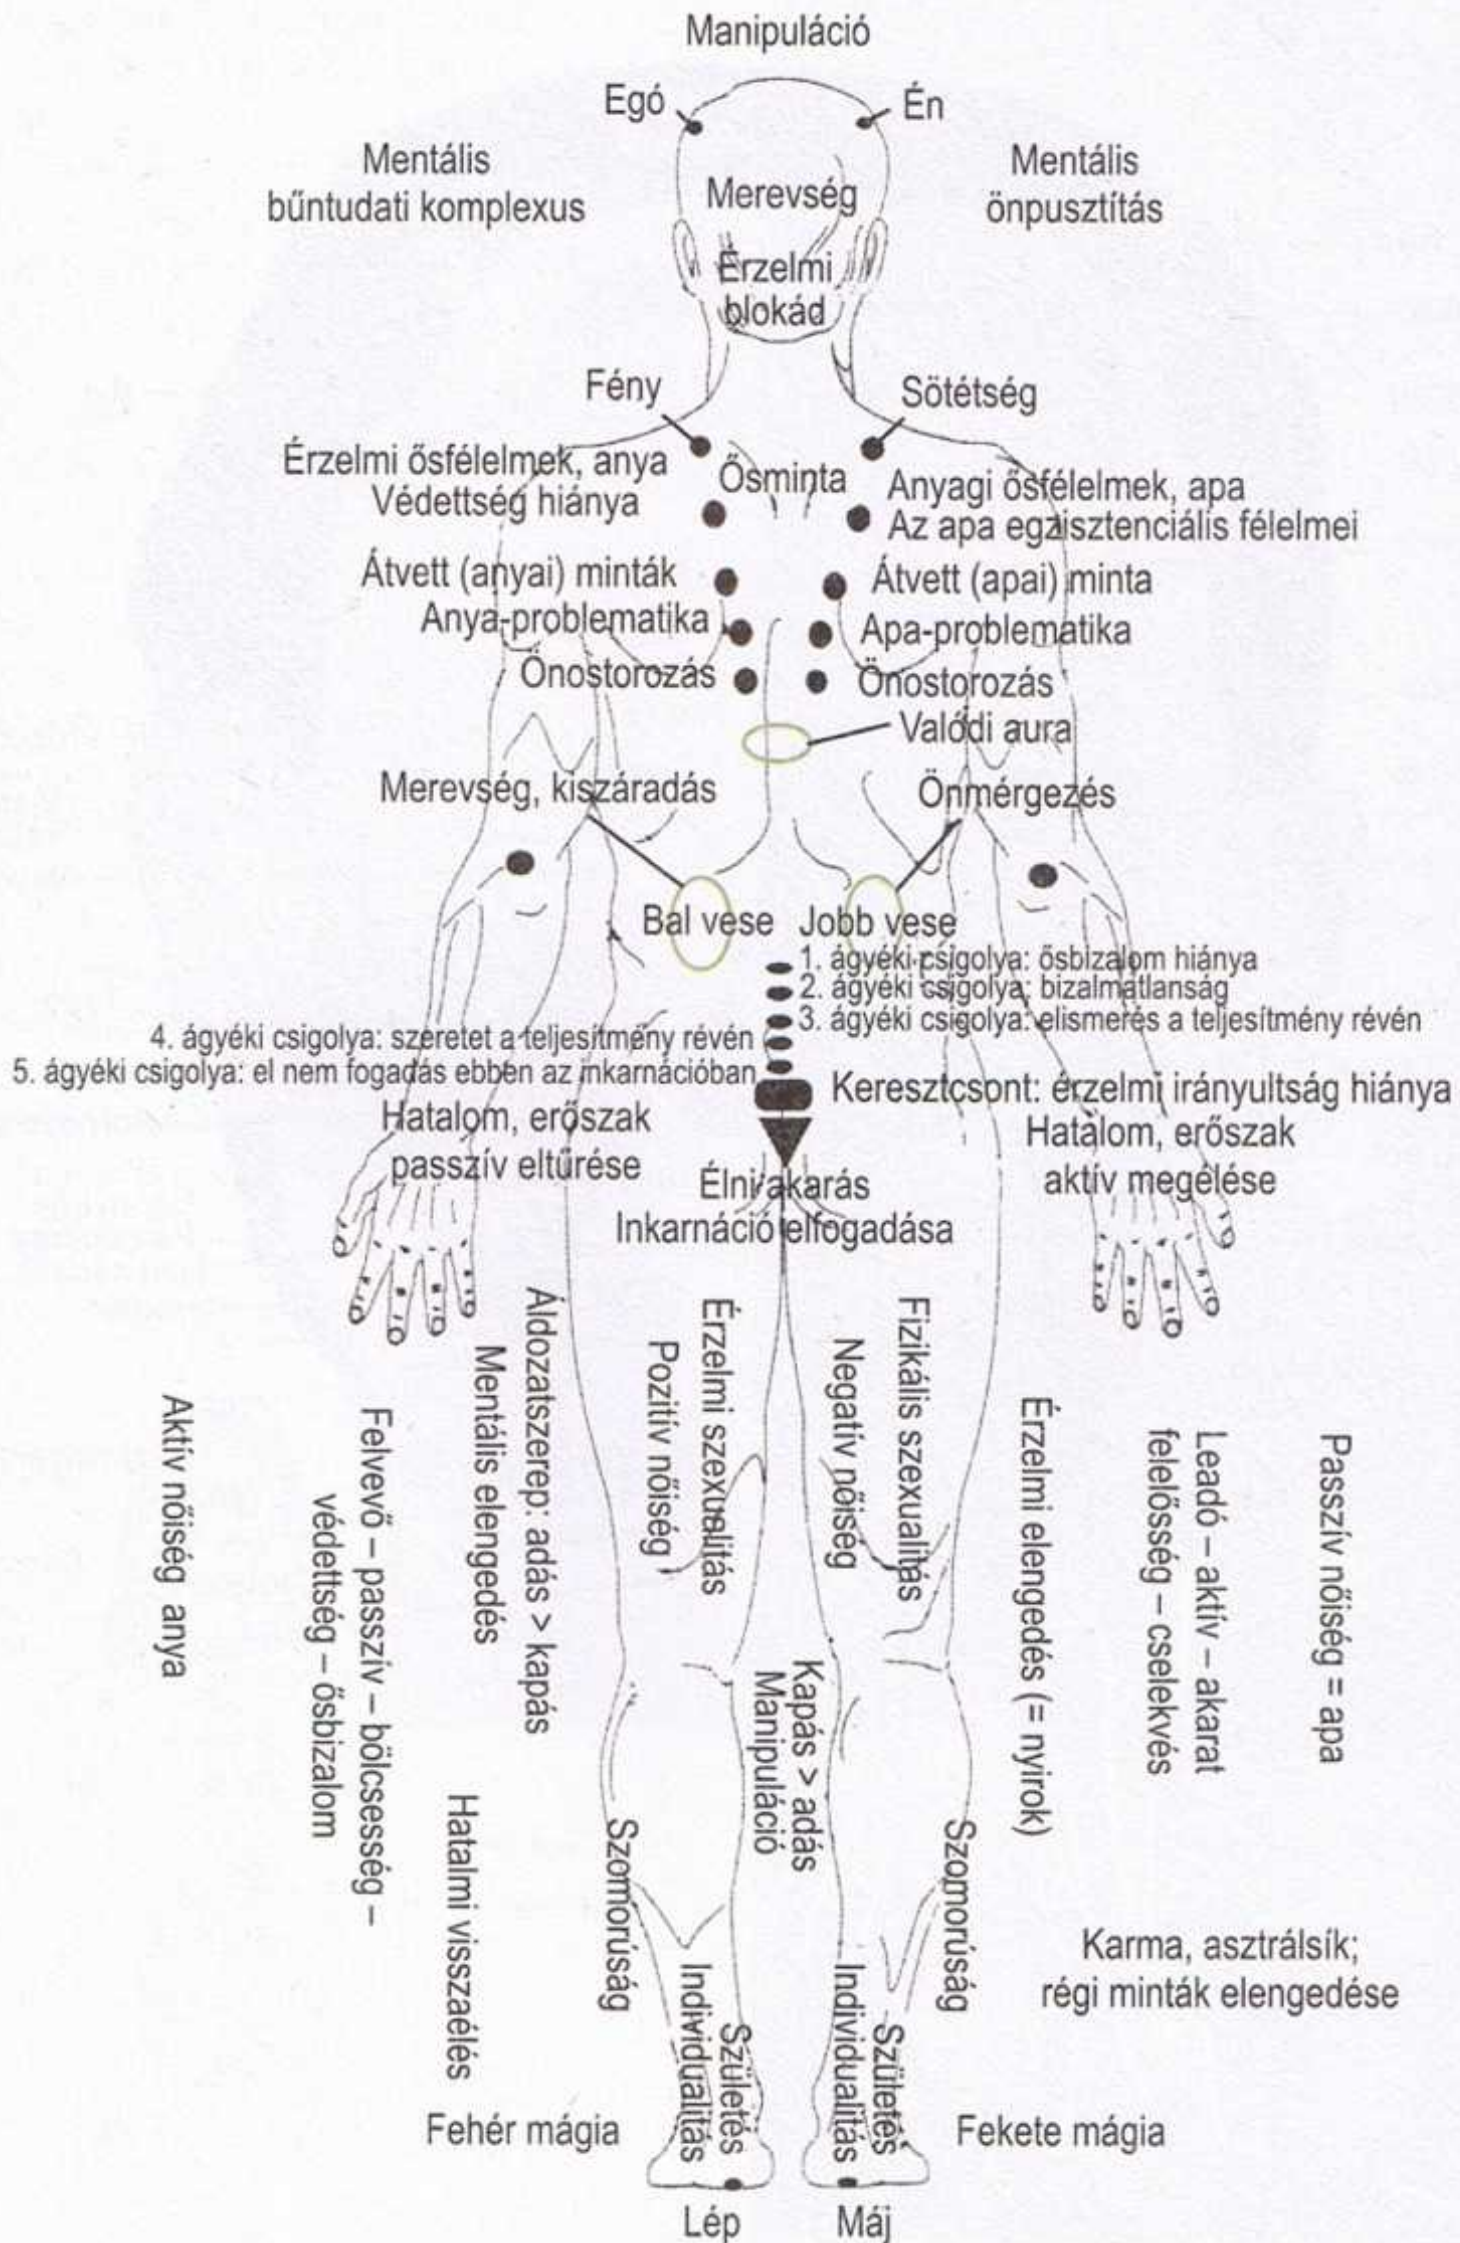 Manipuláció
Egó
Én
Mentális
bűntudati komplexus
Merevség
Mentális
önpusztítás
Érzelmi
blokád
Fény
Sötétség
Érzelmi ősfélelmek, anya
Védettség hiánya
Ősminta
Anyagi ősfélelmek, apa
Az apa egzisztenciális félelmei
Átvett (anyai) minták
Átvett (apai) minta
Anya-problematika
Apa-problematika
Önostorozás
Önostorozás
Valódi aura
Merevség, kiszáradás
Önmérgezés
Bal vese
Jobb vese
1. ágyéki csigolya: ősbizalom hiánya
2. ágyéki csigolya: bizalmatlanság
3. ágyéki csigolya: elismerés a teljesítmény révén
4. ágyéki csigolya: szeretet a teljesítmény révén
5. ágyéki csigolya: el nem fogadás ebben az inkarnációban
Keresztcsont: érzelmi irányultság hiánya
Hatalom, erőszak
passzív eltűrése
Hatalom, erőszak
aktív megélése
Élni akarás
Inkarnáció elfogadása
Aktív nőiség anya
Felvevő – passzív – bölcsesség –
védettség – ősbizalom
Áldozatszerep: adás > kapás
Mentális elengedés
Érzelmi szexualitás
Pozitív nőiség
Fizikális szexualitás
Negatív nőiség
Érzelmi elengedés (= nyirok)
Leadó – aktív – akarat
felelősség – cselekvés
Passzív nőiség = apa
Kapás > adás
Manipuláció
Hatalmi visszaélés
Szomorúság
Szomorúság
Karma, asztrálsík;
régi minták elengedése
Születés
Individualitás
Születés
Individualitás
Fehér mágia
Fekete mágia
Lép
Máj